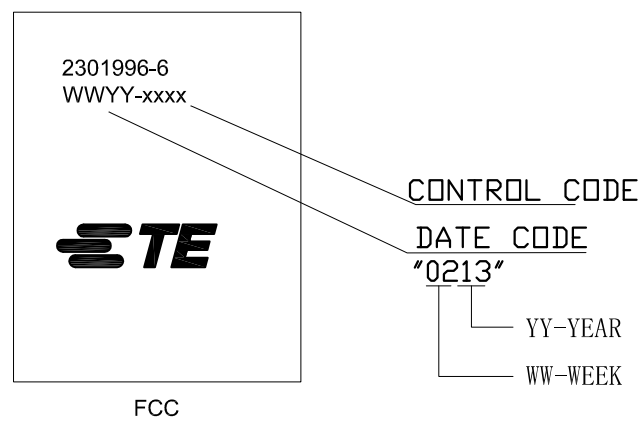 2301996-6
WWYY-xxxx
CONTROL CODE
DATE CODE
"0213"
TE
YY-YEAR
WW-WEEK
FCC